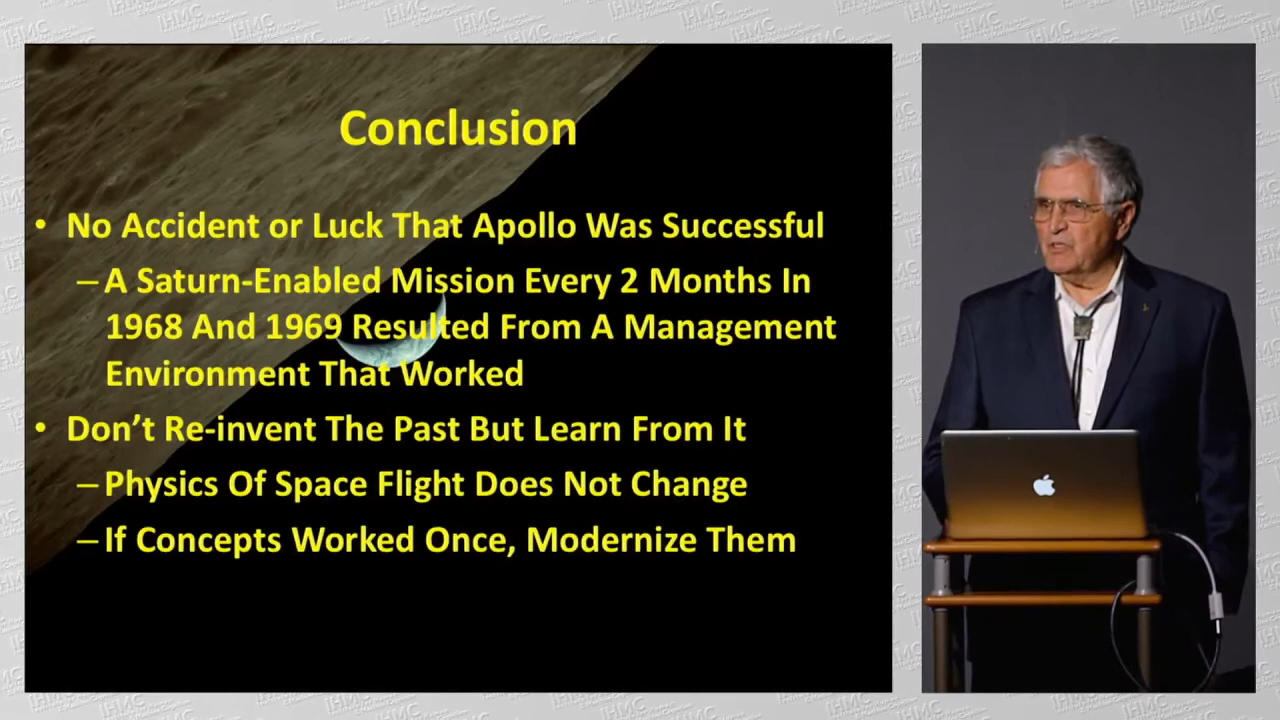 Conclusion
• No Accident or Luck That Apollo Was Successful
– A Saturn-Enabled Mission Every 2 Months In
1968 And 1969 Resulted From A Management
Environment That Worked
• Don’t Re-invent The Past But Learn From It
– Physics Of Space Flight Does Not Change
– If Concepts Worked Once, Modernize Them
IHMC